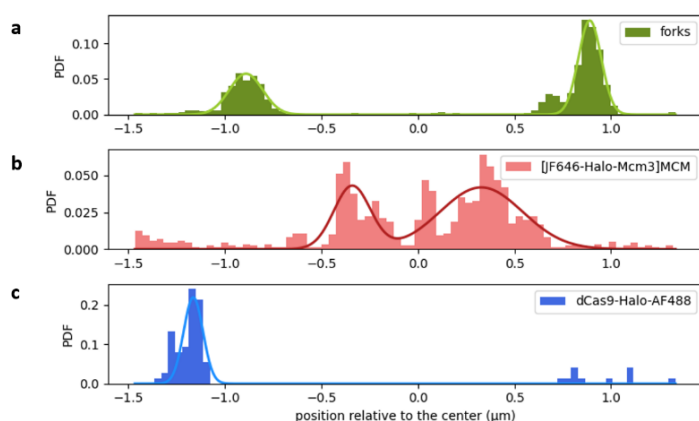 a
PDF
0.10
0.05
0.00
forks
−1.5 −1.0 −0.5 0.0 0.5 1.0
b
PDF
0.050
0.025
0.000
[JF646-Halo-Mcm3]MCM
−1.5 −1.0 −0.5 0.0 0.5 1.0
c
PDF
0.2
0.1
0.0
dCas9-Halo-AF488
−1.5 −1.0 −0.5 0.0 0.5 1.0
position relative to the center (μm)